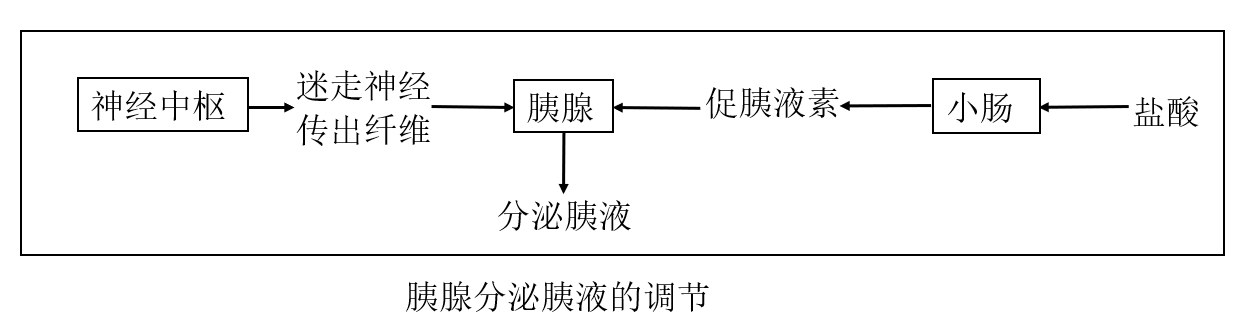 神经中枢
迷走神经
传出纤维
胰腺
促胰液素
小肠
盐酸
分泌胰液
胰腺分泌胰液的调节